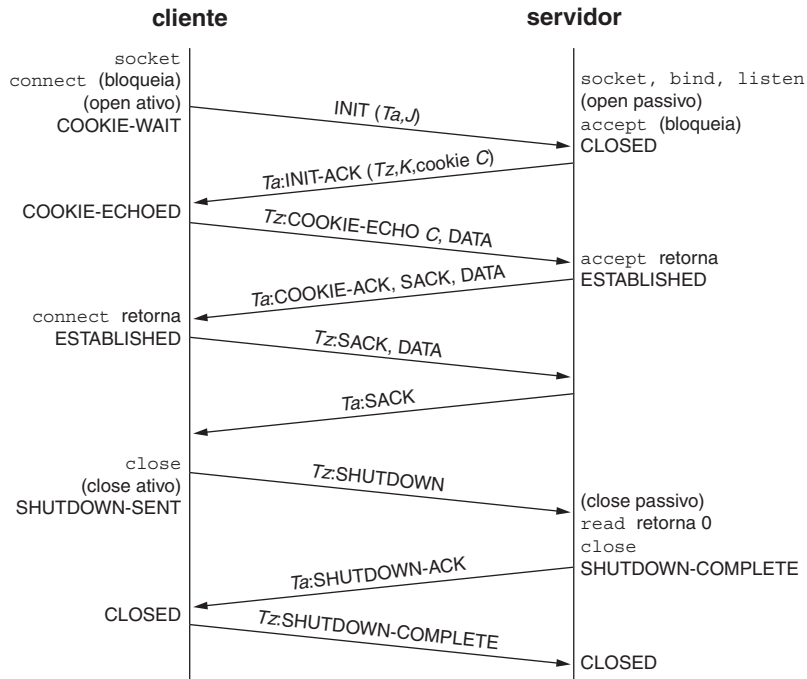 cliente
servidor
socket
connect (bloqueia)
(open ativo)
COOKIE-WAIT
socket, bind, listen
(open passivo)
accept (bloqueia)
CLOSED
INIT (Ta,J)
Ta:INIT-ACK (Tz,K,cookie C)
COOKIE-ECHOED
Tz:COOKIE-ECHO C, DATA
accept retorna
ESTABLISHED
Ta:COOKIE-ACK, SACK, DATA
connect retorna
ESTABLISHED
Tz:SACK, DATA
Ta:SACK
close
(close ativo)
SHUTDOWN-SENT
Tz:SHUTDOWN
(close passivo)
read retorna 0
close
SHUTDOWN-COMPLETE
Ta:SHUTDOWN-ACK
CLOSED
Tz:SHUTDOWN-COMPLETE
CLOSED